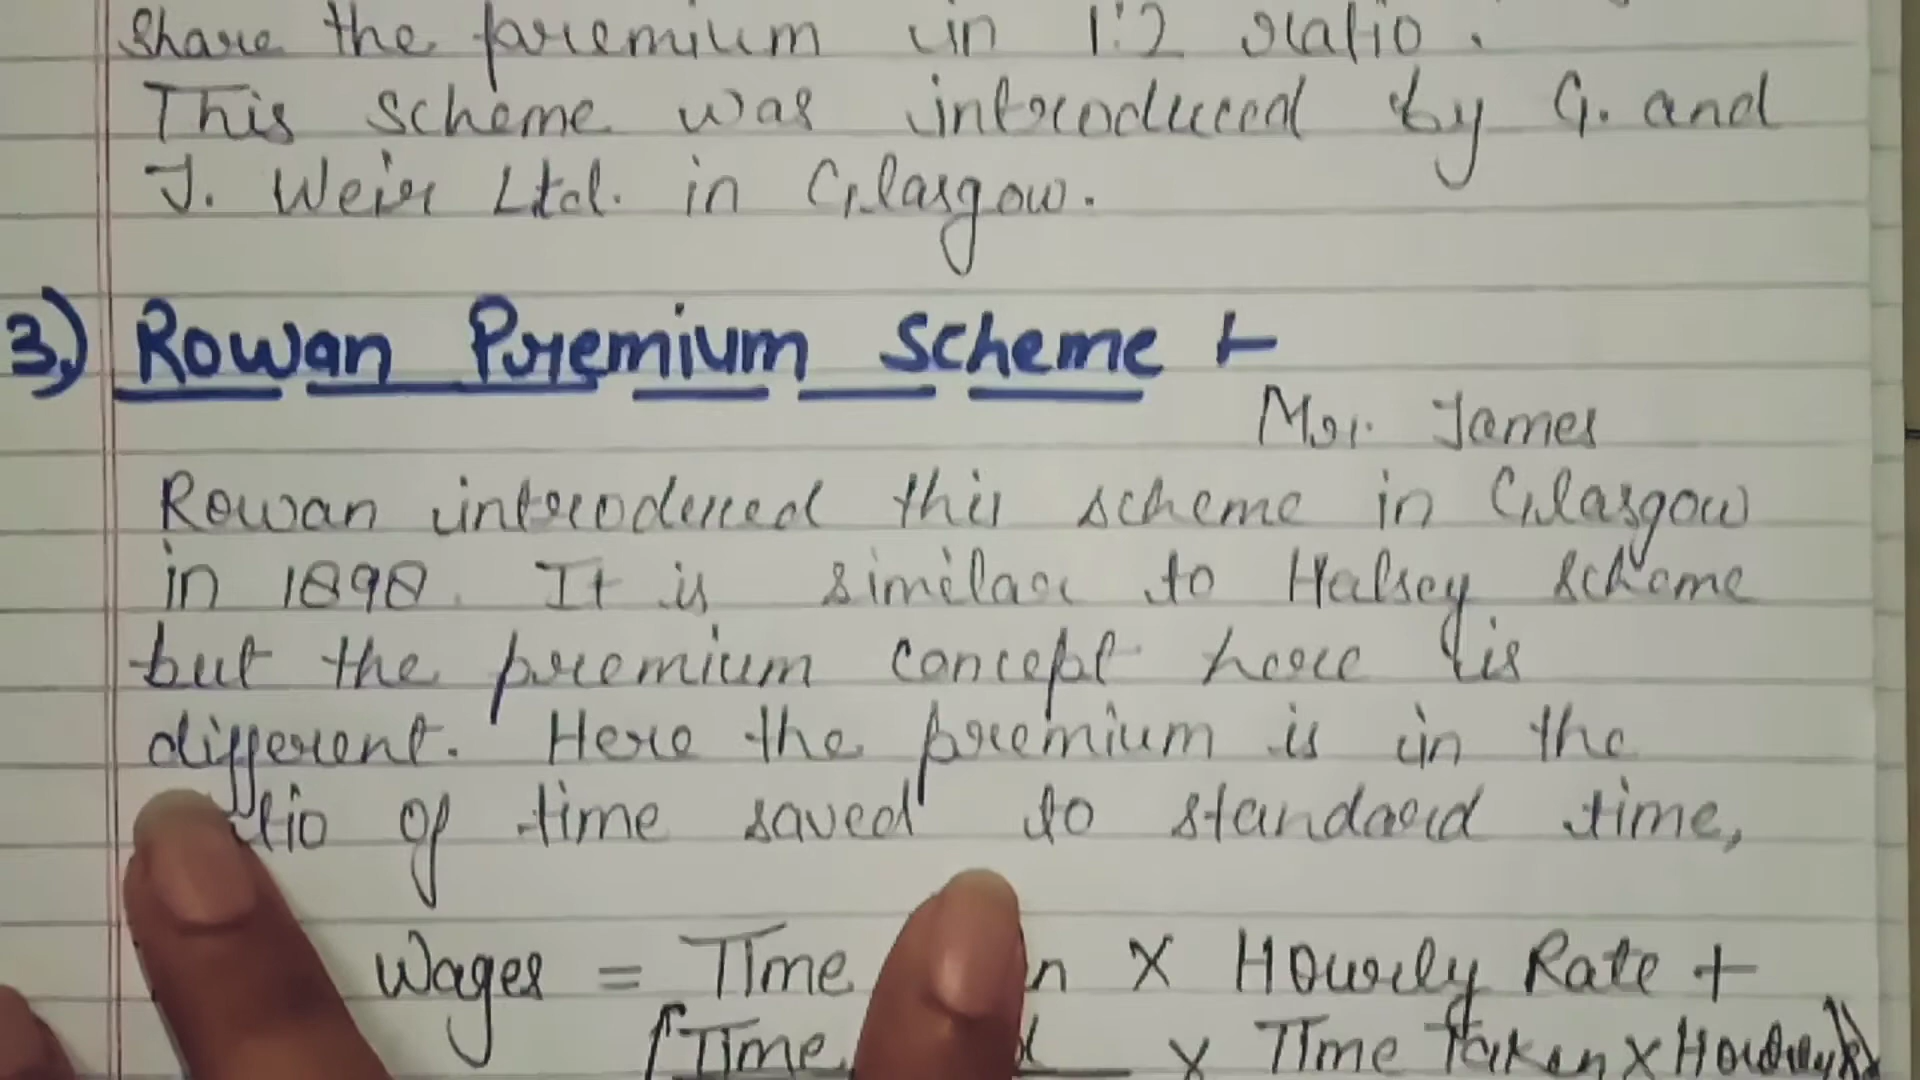 Share the premium in 1:2 ratio.
This scheme was introduced by G. and
J. Weir Ltd. in Glasgow.
3.) Rowan Premium Scheme :-
Mr. James
Rowan introduced this scheme in Glasgow
in 1898. It is similar to Halsey scheme
but the premium concept here is
different. Here the premium is in the
of time saved to standard time,
Wages = Time × Hourly Rate +
[Time × Time Taken × Hourly